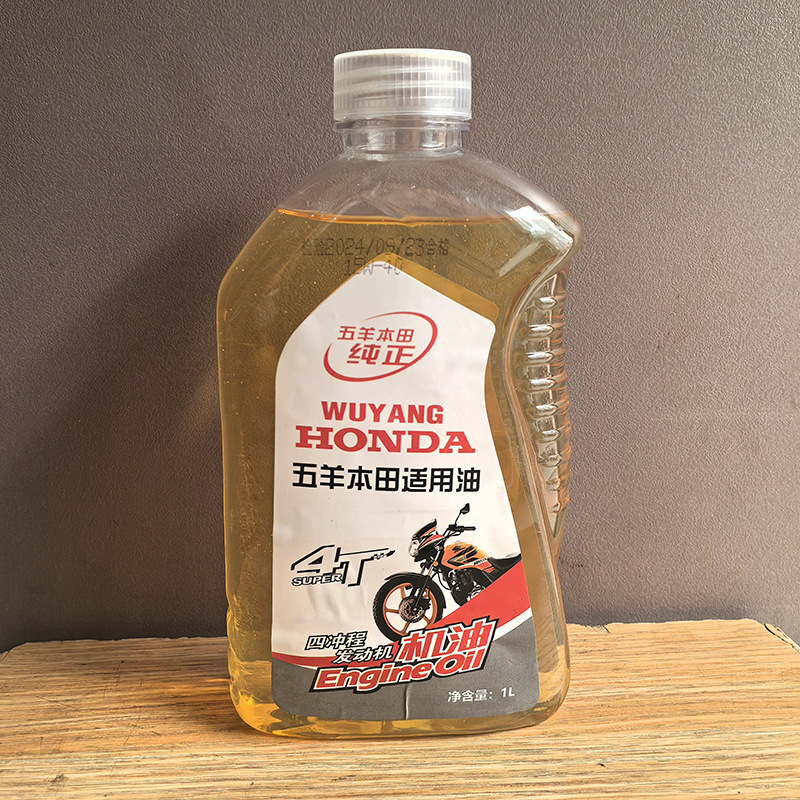 检验2024/09/23合格
15W-40
五羊本田
纯正
WUYANG
HONDA
五羊本田适用油
4T
SUPER
四冲程
发动机 机油
Engine Oil
净含量：1L